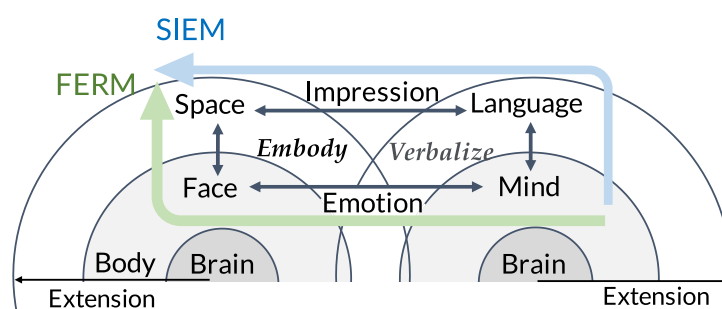 SIEM
FERM
Space
Impression
Language
Embody
Verbalize
Face
Emotion
Mind
Body
Brain
Brain
Extension
Extension